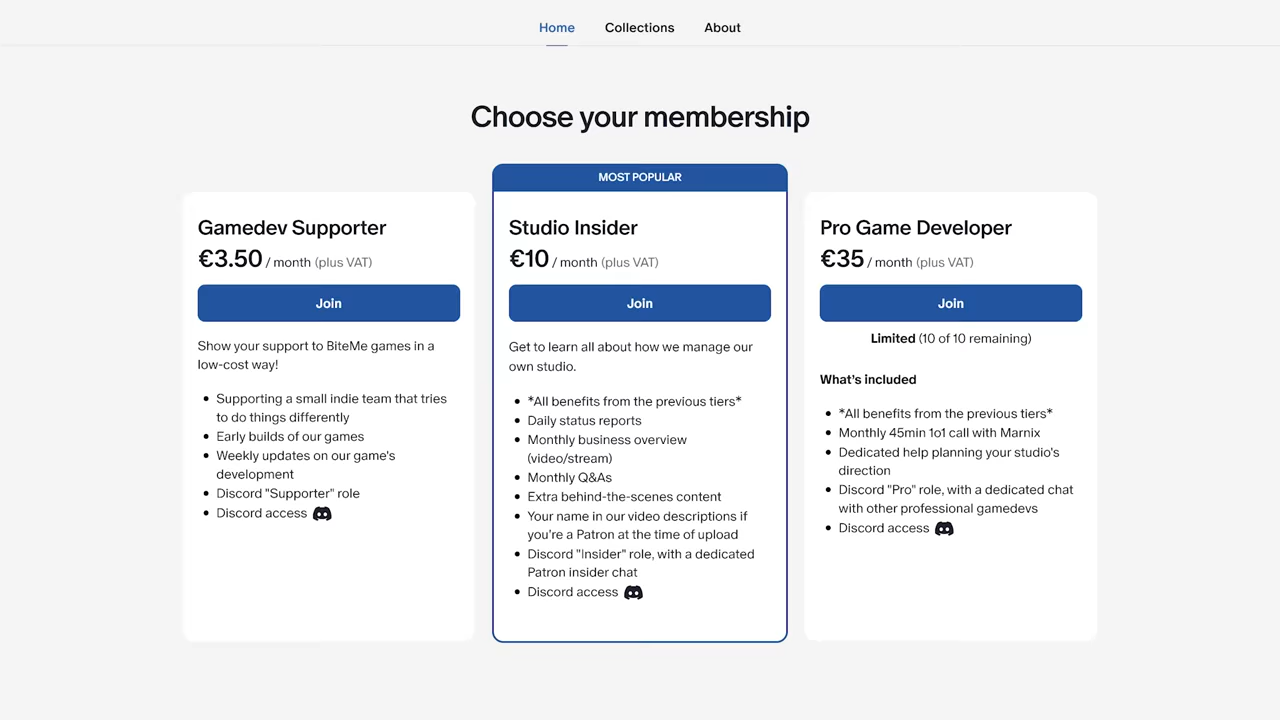 Home Collections About
Choose your membership
MOST POPULAR
Gamedev Supporter
€3.50 / month (plus VAT)
Join
Show your support to BiteMe games in a
low-cost way!
• Supporting a small indie team that tries
to do things differently
• Early builds of our games
• Weekly updates on our game's
development
• Discord "Supporter" role
• Discord access
Studio Insider
€10 / month (plus VAT)
Join
Get to learn all about how we manage our
own studio.
• *All benefits from the previous tiers*
• Daily status reports
• Monthly business overview
(video/stream)
• Monthly Q&As
• Extra behind-the-scenes content
• Your name in our video descriptions if
you're a Patron at the time of upload
• Discord "Insider" role, with a dedicated
Patron insider chat
• Discord access
Pro Game Developer
€35 / month (plus VAT)
Join
Limited (10 of 10 remaining)
What's included
• *All benefits from the previous tiers*
• Monthly 45min 1o1 call with Marnix
• Dedicated help planning your studio's
direction
• Discord "Pro" role, with a dedicated chat
with other professional gamedevs
• Discord access